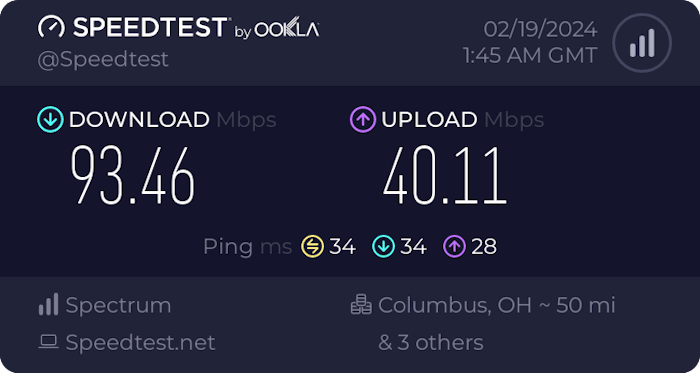 SPEEDTEST® by OOKLA®
02/19/2024
@Speedtest
1:45 AM GMT
DOWNLOAD Mbps
UPLOAD Mbps
93.46
40.11
Ping ms 34 34 28
Spectrum
Columbus, OH ~ 50 mi
Speedtest.net
& 3 others